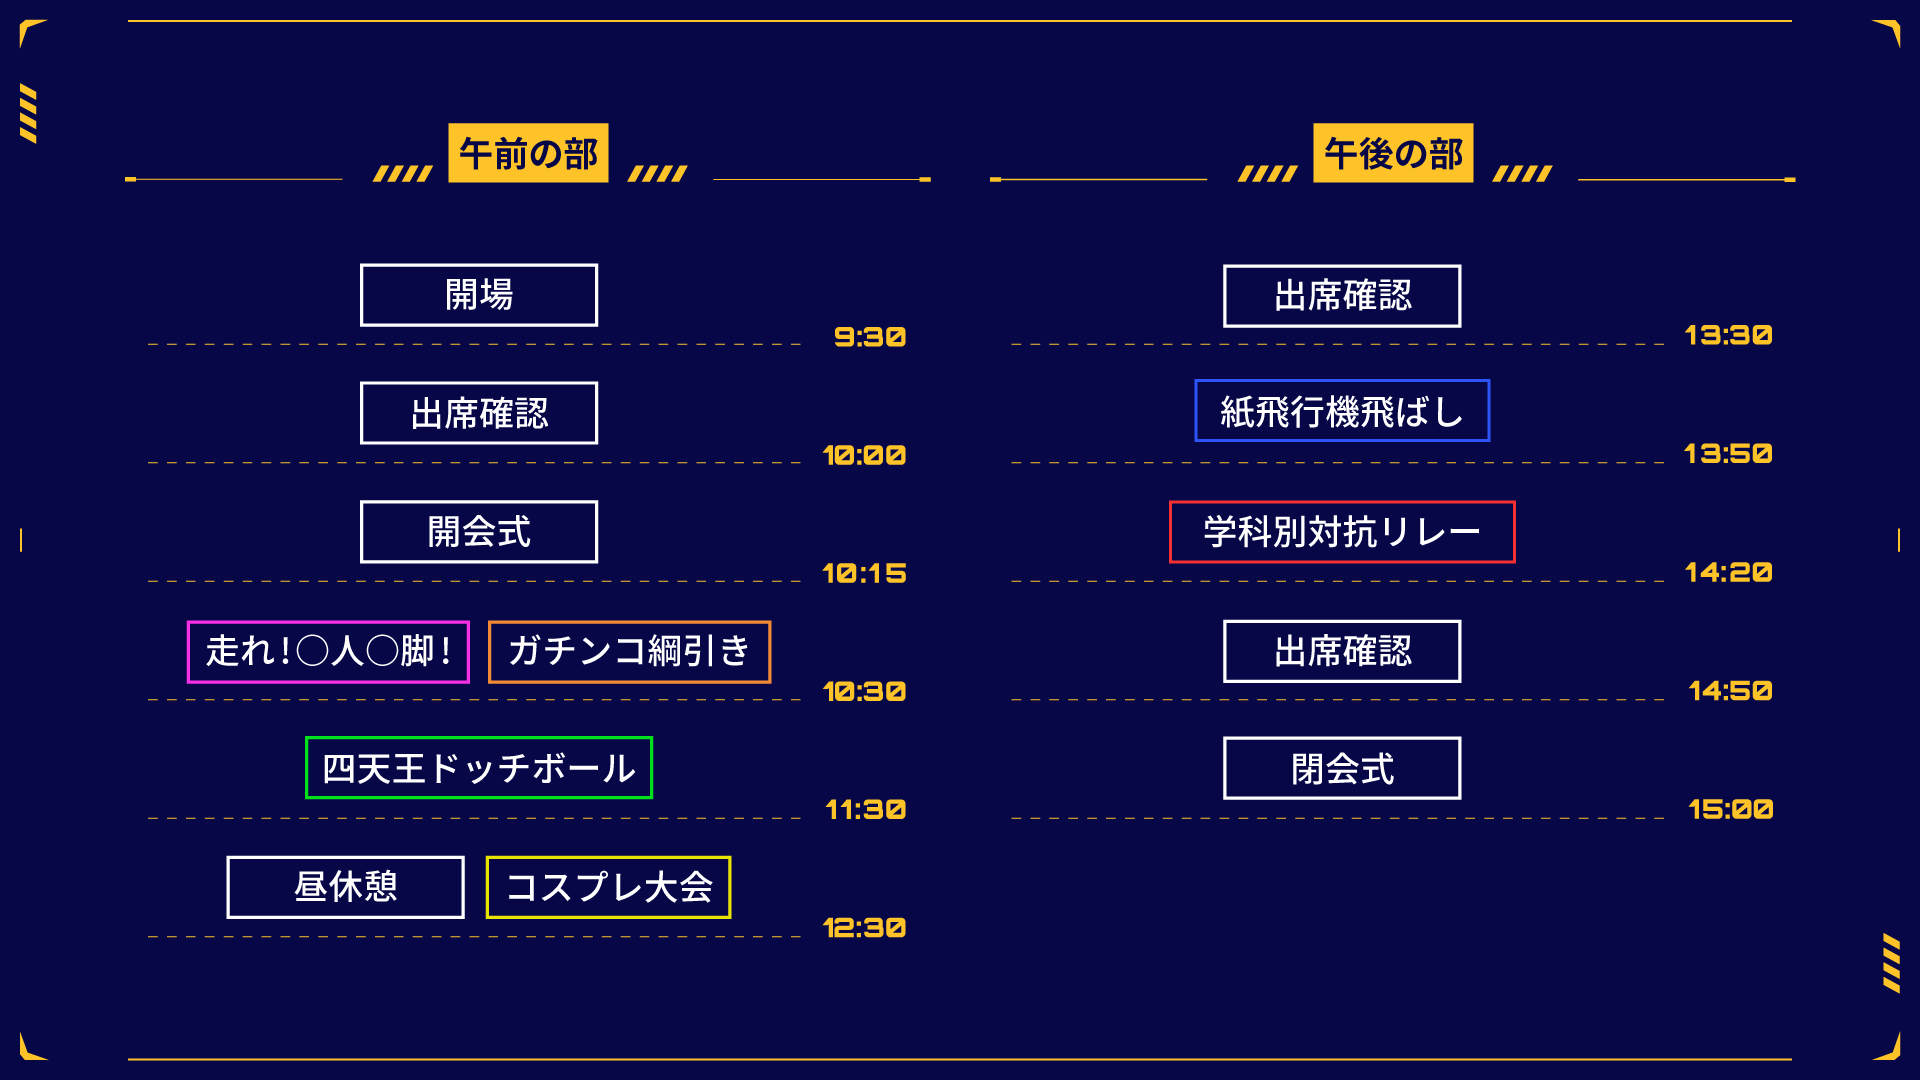 午前の部
開場
9:30
出席確認
10:00
開会式
10:15
走れ!○人○脚! ガチンコ綱引き
10:30
四天王ドッチボール
11:30
昼休憩 コスプレ大会
12:30
午後の部
出席確認
13:30
紙飛行機飛ばし
13:50
学科別対抗リレー
14:20
出席確認
14:50
閉会式
15:00